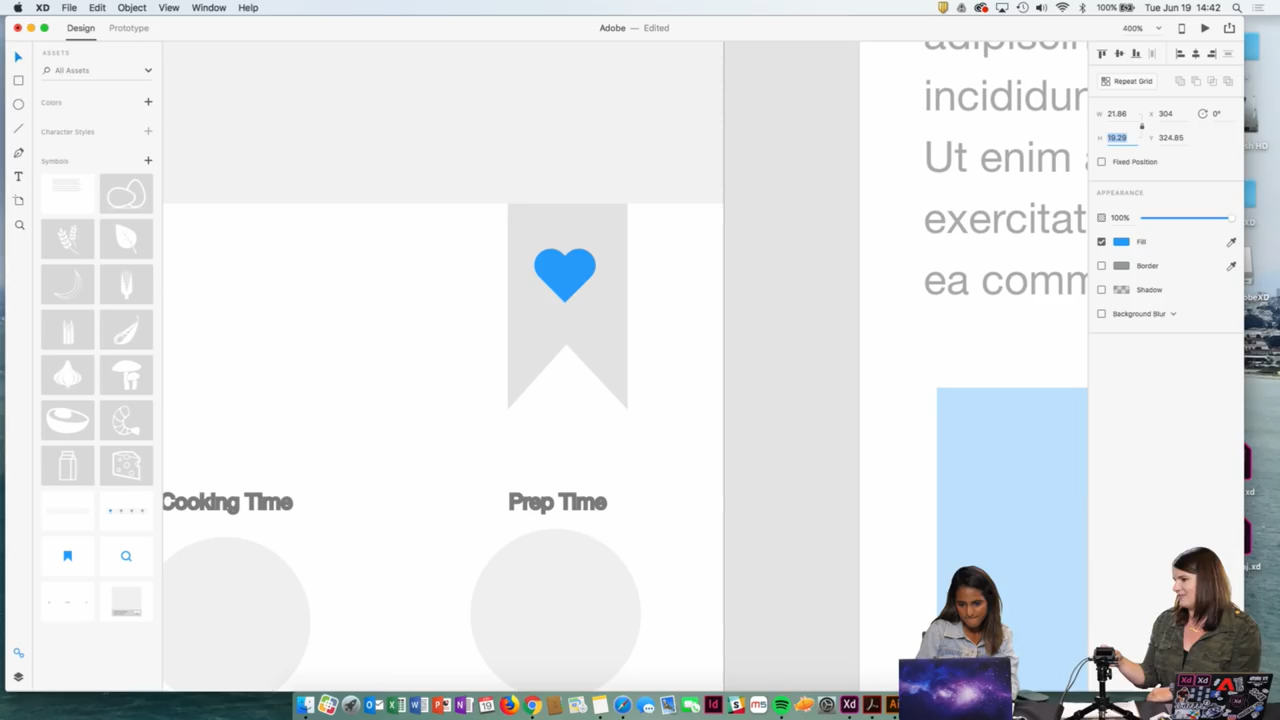 XD File Edit Object View Window Help
100% Tue Jun 19 14:42
Design Prototype
Adobe — Edited
400%
ASSETS
All Assets
Colors +
Character Styles +
Symbols +
incididur
Ut enim
exercitat
ea comm
Cooking Time
Prep Time
Repeat Grid
W 21.86 X 304 0°
H 19.29 Y 324.85
Fixed Position
APPEARANCE
100%
Fill
Border
Shadow
Background Blur